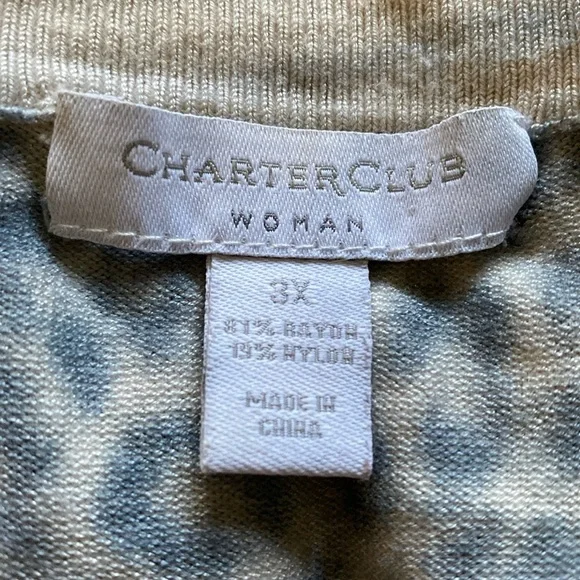 CHARTER CLUB
WOMAN
3X
81% RAYON
19% NYLON
MADE IN
CHINA